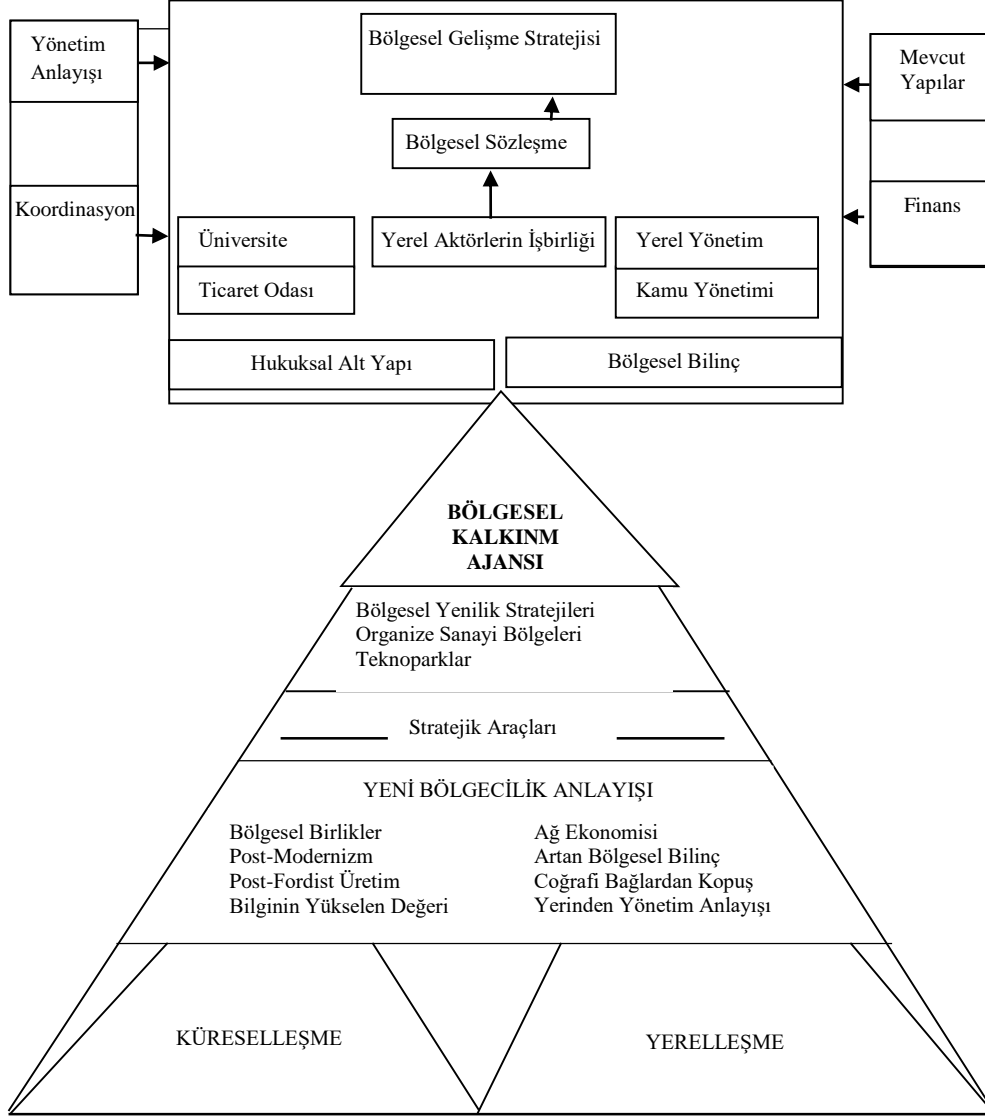 Yönetim
Anlayışı
Koordinasyon
Bölgesel Gelişme Stratejisi
Bölgesel Sözleşme
Üniversite
Ticaret Odası
Yerel Aktörlerin İşbirliği
Yerel Yönetim
Kamu Yönetimi
Hukuksal Alt Yapı
Bölgesel Bilinç
Mevcut
Yapılar
Finans
BÖLGESEL
KALKINM
AJANSI
Bölgesel Yenilik Stratejileri
Organize Sanayi Bölgeleri
Teknoparklar
Stratejik Araçları
YENİ BÖLGECİLİK ANLAYIŞI
Bölgesel Birlikler
Post-Modernizm
Post-Fordist Üretim
Bilginin Yükselen Değeri
Ağ Ekonomisi
Artan Bölgesel Bilinç
Coğrafi Bağlardan Kopuş
Yerinden Yönetim Anlayışı
KÜRESELLEŞME
YERELLEŞME